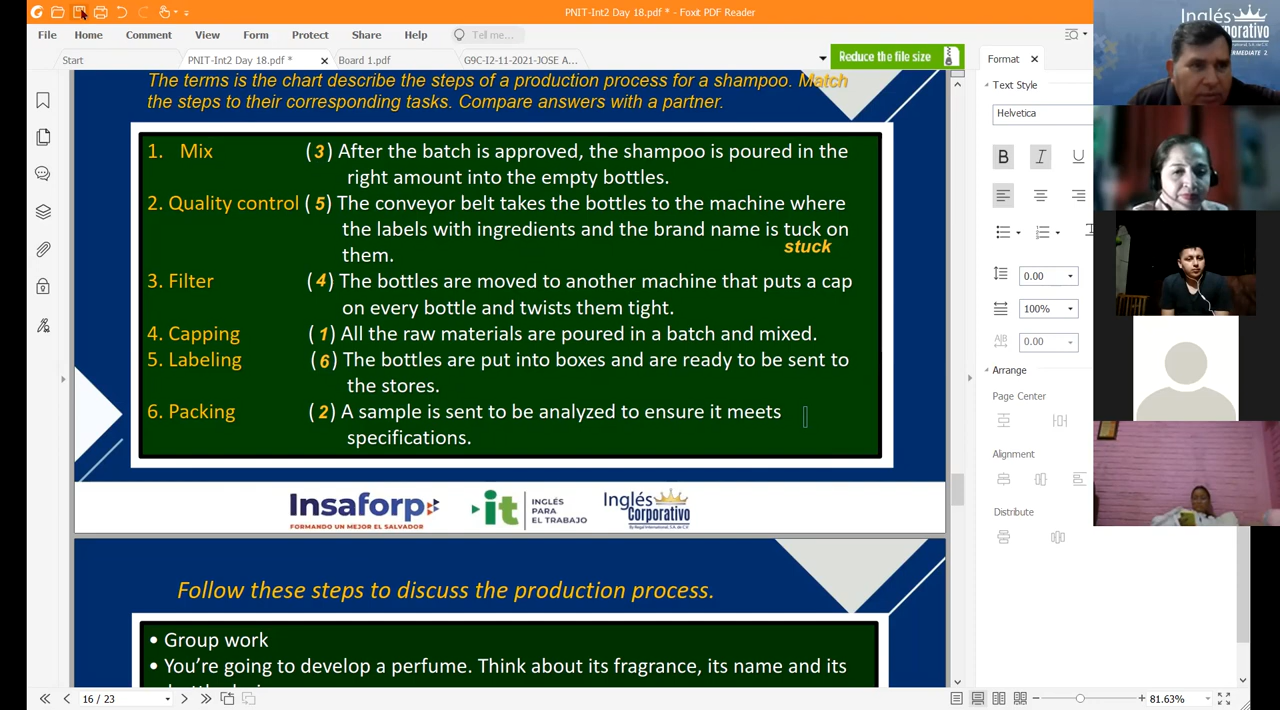 PNIT-Int2 Day 18.pdf * - Foxit PDF Reader
File Home Comment View Form Protect Share Help Tell me...
Start PNIT-Int2 Day 18.pdf * Board 1.pdf G9C-I2-11-2021-JOSE A... Reduce the file size
The terms is the chart describe the steps of a production process for a shampoo. Match
the steps to their corresponding tasks. Compare answers with a partner.
1. Mix (3) After the batch is approved, the shampoo is poured in the
right amount into the empty bottles.
2. Quality control (5) The conveyor belt takes the bottles to the machine where
the labels with ingredients and the brand name is tuck on
stuck
them.
3. Filter (4) The bottles are moved to another machine that puts a cap
on every bottle and twists them tight.
4. Capping (1) All the raw materials are poured in a batch and mixed.
5. Labeling (6) The bottles are put into boxes and are ready to be sent to
the stores.
6. Packing (2) A sample is sent to be analyzed to ensure it meets
specifications.
Insaforp
FORMANDO UN MEJOR EL SALVADOR
it
INGLÉS
PARA
EL TRABAJO
Inglés
Corporativo
By Regal International, S.A. de C.V.
Follow these steps to discuss the production process.
• Group work
• You're going to develop a perfume. Think about its fragrance, its name and its
16 / 23
81.63%
Format
Text Style
Helvetica
B I U
0.00
100%
0.00
Arrange
Page Center
Alignment
Distribute
Inglés
Corporativo